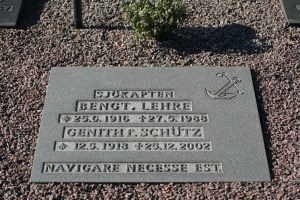 SJÖKAPTEN
BENGT. LEHRE
*25.6.1916 ✝27.5.1988
GENITH F. SCHÜTZ
* 12.5.1918 ✝25.12.2002
NAVIGARE NECESSE EST.